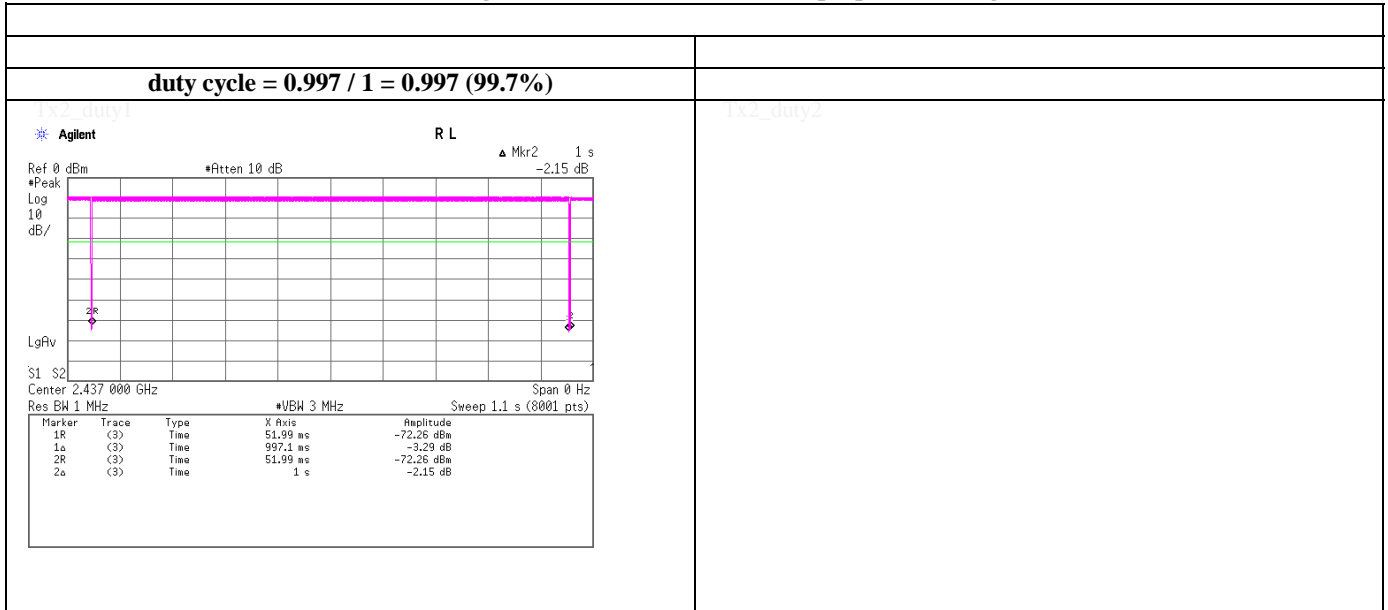 duty cycle = 0.997 / 1 = 0.997 (99.7%)
Tx2_duty1
Tx2_duty2
Agilent R L
Δ Mkr2 1 s
Ref 0 dBm #Atten 10 dB -2.15 dB
#Peak
Log
10
dB/
2R
2
LgAv
S1 S2
Center 2.437 000 GHz Span 0 Hz
Res BW 1 MHz #VBW 3 MHz Sweep 1.1 s (8001 pts)
Marker Trace Type X Axis Amplitude
1R (3) Time 51.99 ms -72.26 dBm
1Δ (3) Time 997.1 ms -3.29 dB
2R (3) Time 51.99 ms -72.26 dBm
2Δ (3) Time 1 s -2.15 dB